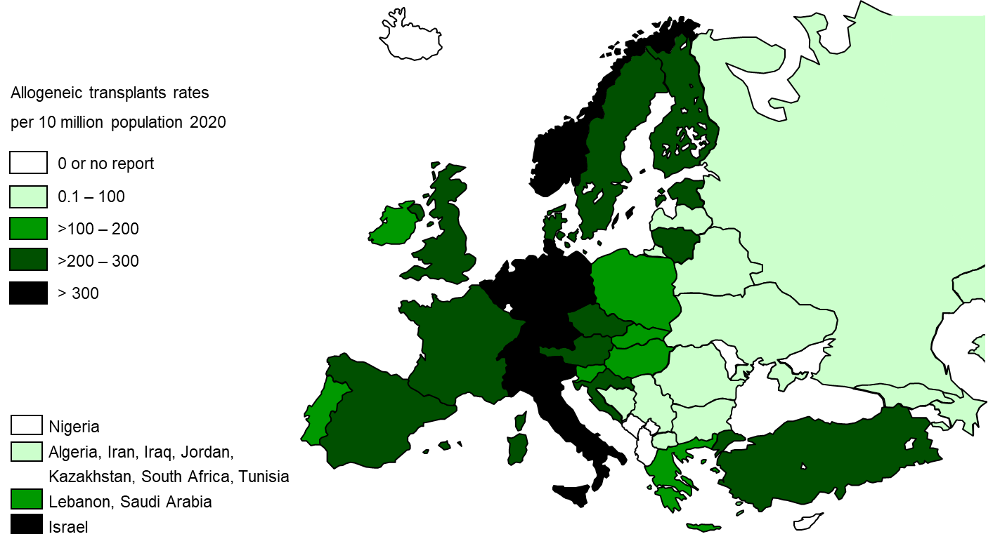 Allogeneic transplants rates
per 10 million population 2020
0 or no report
0.1 – 100
>100 – 200
>200 – 300
> 300
Nigeria
Algeria, Iran, Iraq, Jordan,
Kazakhstan, South Africa, Tunisia
Lebanon, Saudi Arabia
Israel